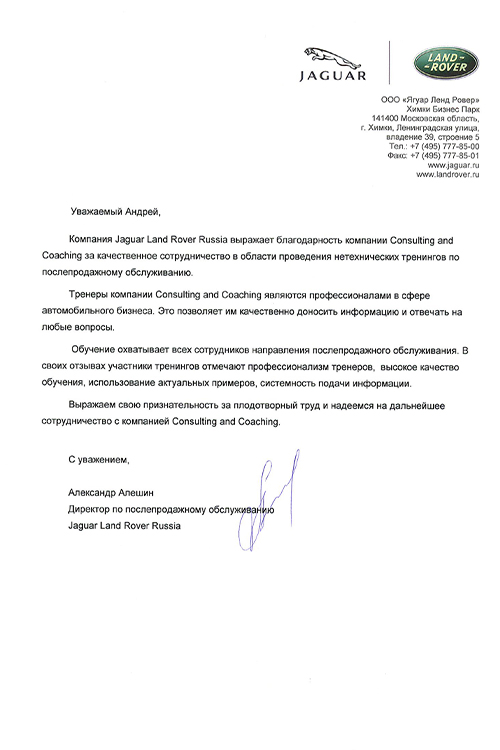 JAGUAR
LAND-
-ROVER
ООО «Ягуар Ленд Ровер»
Химки Бизнес Парк
141400 Московская область,
г. Химки, Ленинградская улица,
владение 39, строение 5
Тел.: +7 (495) 777-85-00
Факс: +7 (495) 777-85-01
www.jaguar.ru
www.landrover.ru
Уважаемый Андрей,
Компания Jaguar Land Rover Russia выражает благодарность компании Consulting and
Coaching за качественное сотрудничество в области проведения нетехнических тренингов по
послепродажному обслуживанию.
Тренеры компании Consulting and Coaching являются профессионалами в сфере
автомобильного бизнеса. Это позволяет им качественно доносить информацию и отвечать на
любые вопросы.
Обучение охватывает всех сотрудников направления послепродажного обслуживания. В
своих отзывах участники тренингов отмечают профессионализм тренеров, высокое качество
обучения, использование актуальных примеров, системность подачи информации.
Выражаем свою признательность за плодотворный труд и надеемся на дальнейшее
сотрудничество с компанией Consulting and Coaching.
С уважением,
Александр Алешин
Директор по послепродажному обслуживанию
Jaguar Land Rover Russia